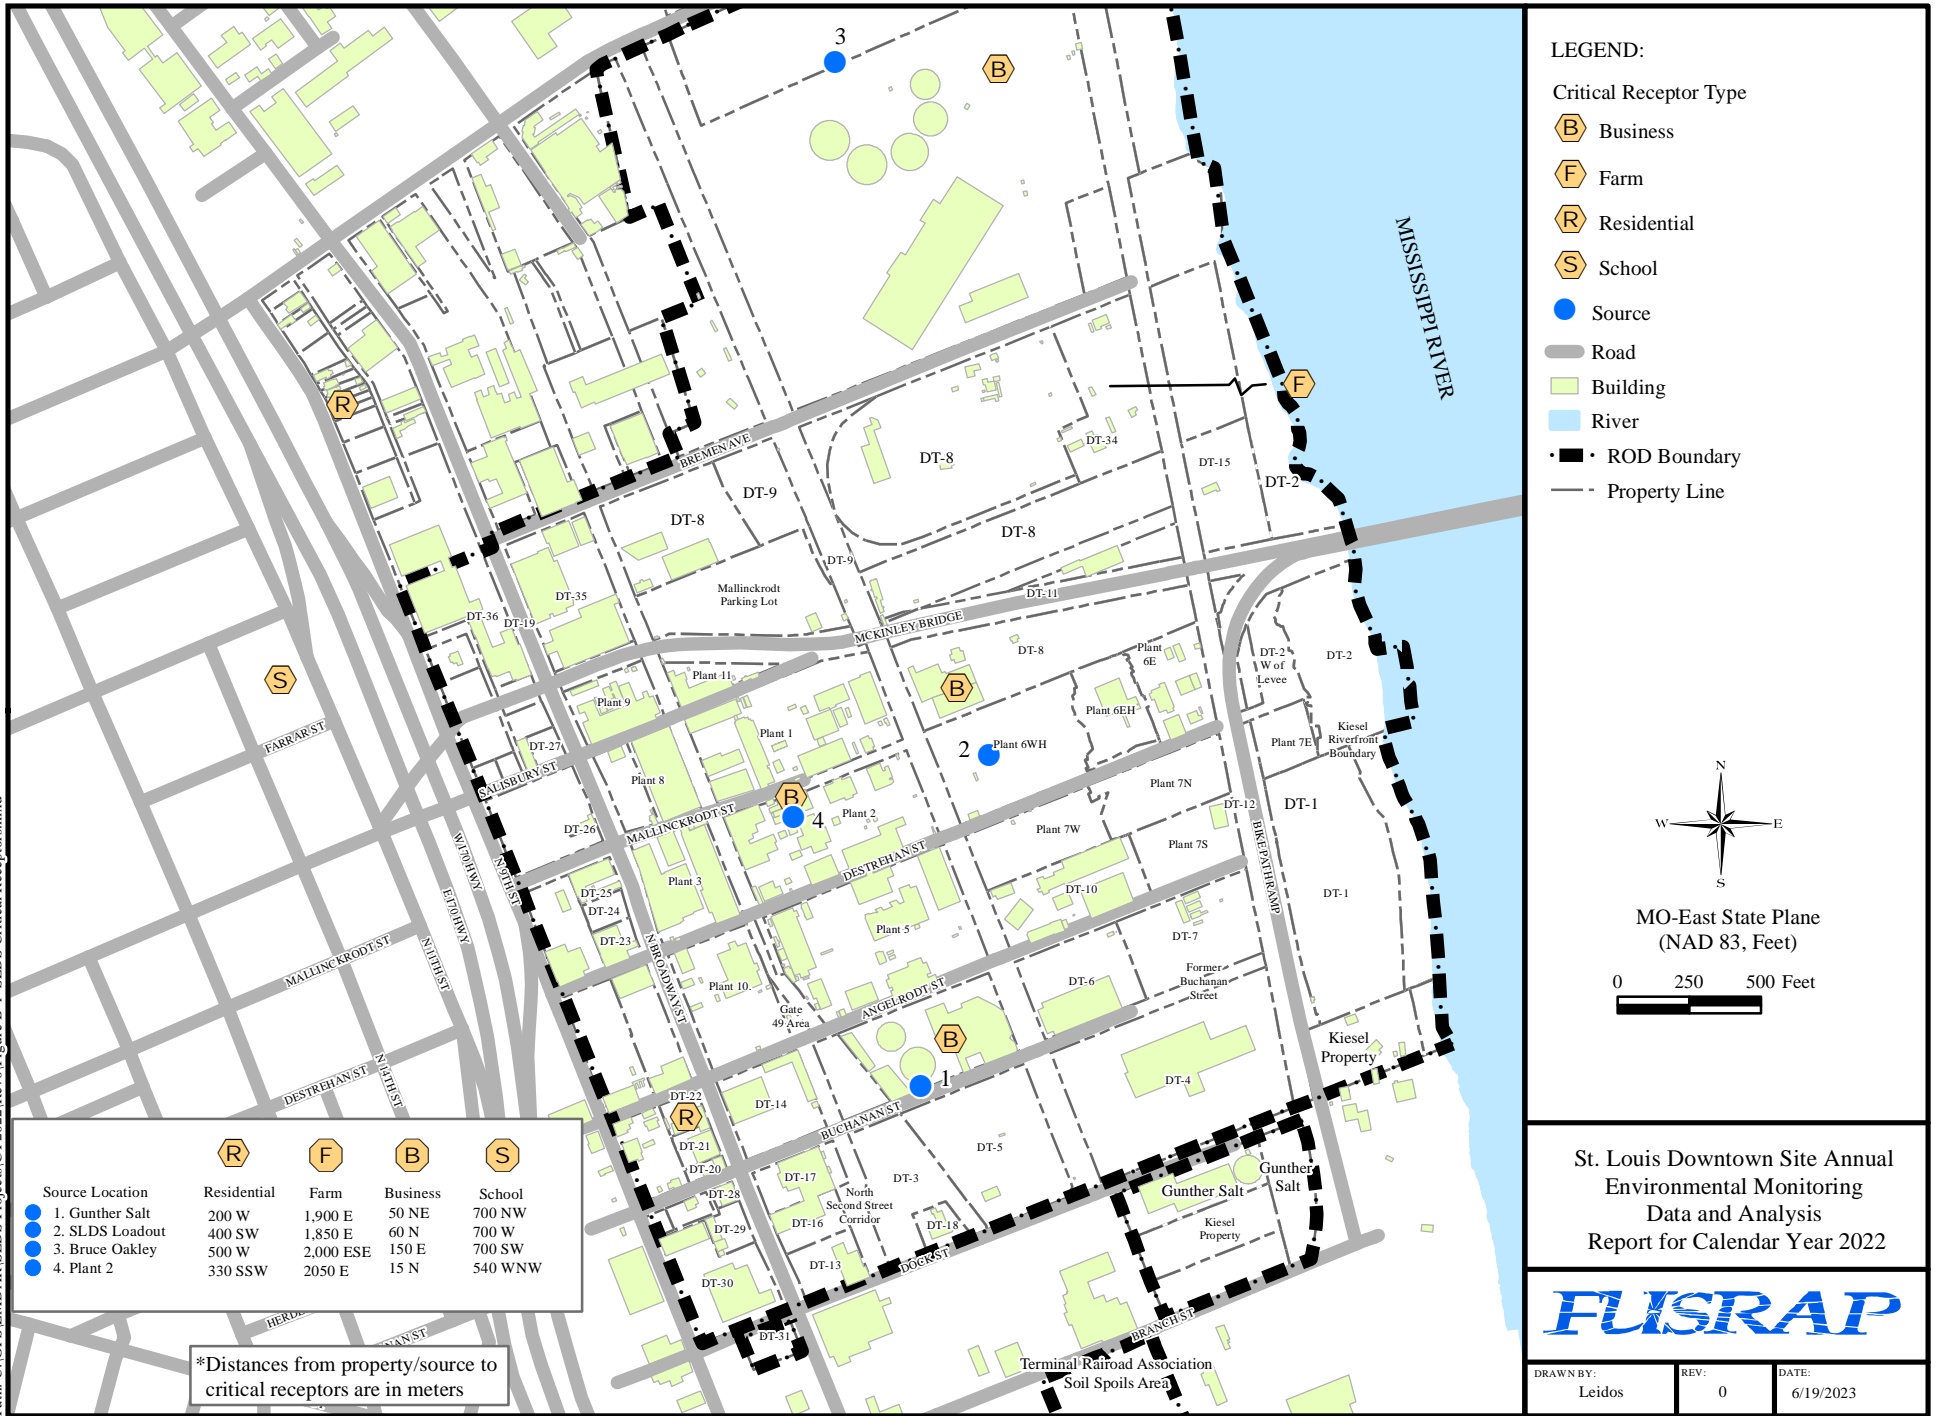 3
B
MISSISSIPPI RIVER
F
R
BREMEN AVE
DT-8
DT-34
DT-15
DT-2
DT-9
DT-8
DT-8
DT-9
Mallinckrodt
Parking Lot
DT-11
MCKINLEY BRIDGE
DT-35
DT-36
DT-19
S
FARRAR ST
Plant 11
Plant 9
DT-8
Plant
6E
DT-2
W of
Levee
DT-2
B
Plant 6EH
Plant 1
2
Plant 6WH
Plant 7E
Kiesel
Riverfront
Boundary
DT-27
SALISBURY ST
Plant 8
B
4
Plant 2
Plant 7N
DT-12
DT-1
MALLINCKRODT ST
DT-26
Plant 7W
Plant 7S
BIKE PATH RAMP
W I70 HWY
E I70 HWY
N 9TH ST
DESTREHAN ST
Plant 3
DT-25
DT-24
DT-23
DT-10
DT-1
Plant 5
DT-7
N BROADWAY ST
MALLINCKRODT ST
N 11TH ST
Plant 10
Gate
49 Area
ANGELRODT ST
DT-6
Former
Buchanan
Street
B
1
Kiesel
Property
DT-4
DESTREHAN ST
N 14TH ST
DT-22
R
DT-14
BUCHANAN ST
DT-21
DT-20
DT-5
DT-17
DT-3
DT-28
DT-29
DT-16
North
Second Street
Corridor
DT-18
Gunther Salt
Gunther
Salt
Kiesel
Property
DT-13
DOCK ST
DT-30
DT-31
BRANCH ST
Terminal Rairoad Association
Soil Spoils Area
R F B S
Source Location Residential Farm Business School
1. Gunther Salt 200 W 1,900 E 50 NE 700 NW
2. SLDS Loadout 400 SW 1,850 E 60 N 700 W
3. Bruce Oakley 500 W 2,000 ESE 150 E 700 SW
4. Plant 2 330 SSW 2050 E 15 N 540 WNW
*Distances from property/source to
critical receptors are in meters
LEGEND:
Critical Receptor Type
B Business
F Farm
R Residential
S School
Source
Road
Building
River
ROD Boundary
Property Line
N
W E
S
MO-East State Plane
(NAD 83, Feet)
0 250 500 Feet
St. Louis Downtown Site Annual
Environmental Monitoring
Data and Analysis
Report for Calendar Year 2022
FUSRAP
DRAWN BY: REV: DATE:
Leidos 0 6/19/2023